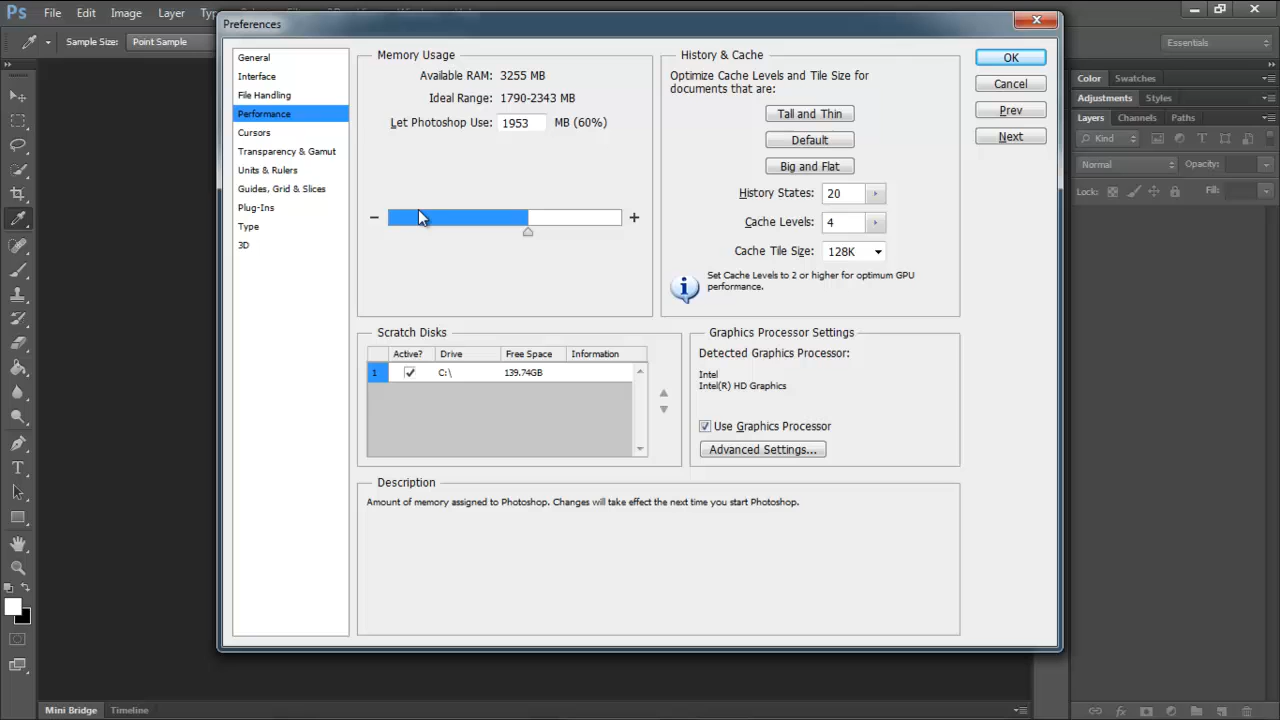 Ps File Edit Image Layer
Preferences
Sample Size: Point Sample
Essentials
General
Interface
File Handling
Performance
Cursors
Transparency & Gamut
Units & Rulers
Guides, Grid & Slices
Plug-Ins
Type
3D
Memory Usage
Available RAM: 3255 MB
Ideal Range: 1790-2343 MB
Let Photoshop Use: 1953 MB (60%)
History & Cache
Optimize Cache Levels and Tile Size for
documents that are:
Tall and Thin
Default
Big and Flat
History States: 20
Cache Levels: 4
Cache Tile Size: 128K
Set Cache Levels to 2 or higher for optimum GPU
performance.
OK
Cancel
Prev
Next
Scratch Disks
Active? Drive Free Space Information
1 C:\ 139.74GB
Graphics Processor Settings
Detected Graphics Processor:
Intel
Intel(R) HD Graphics
Use Graphics Processor
Advanced Settings...
Description
Amount of memory assigned to Photoshop. Changes will take effect the next time you start Photoshop.
Color Swatches
Adjustments Styles
Layers Channels Paths
Kind
Normal Opacity:
Lock: Fill:
Mini Bridge Timeline